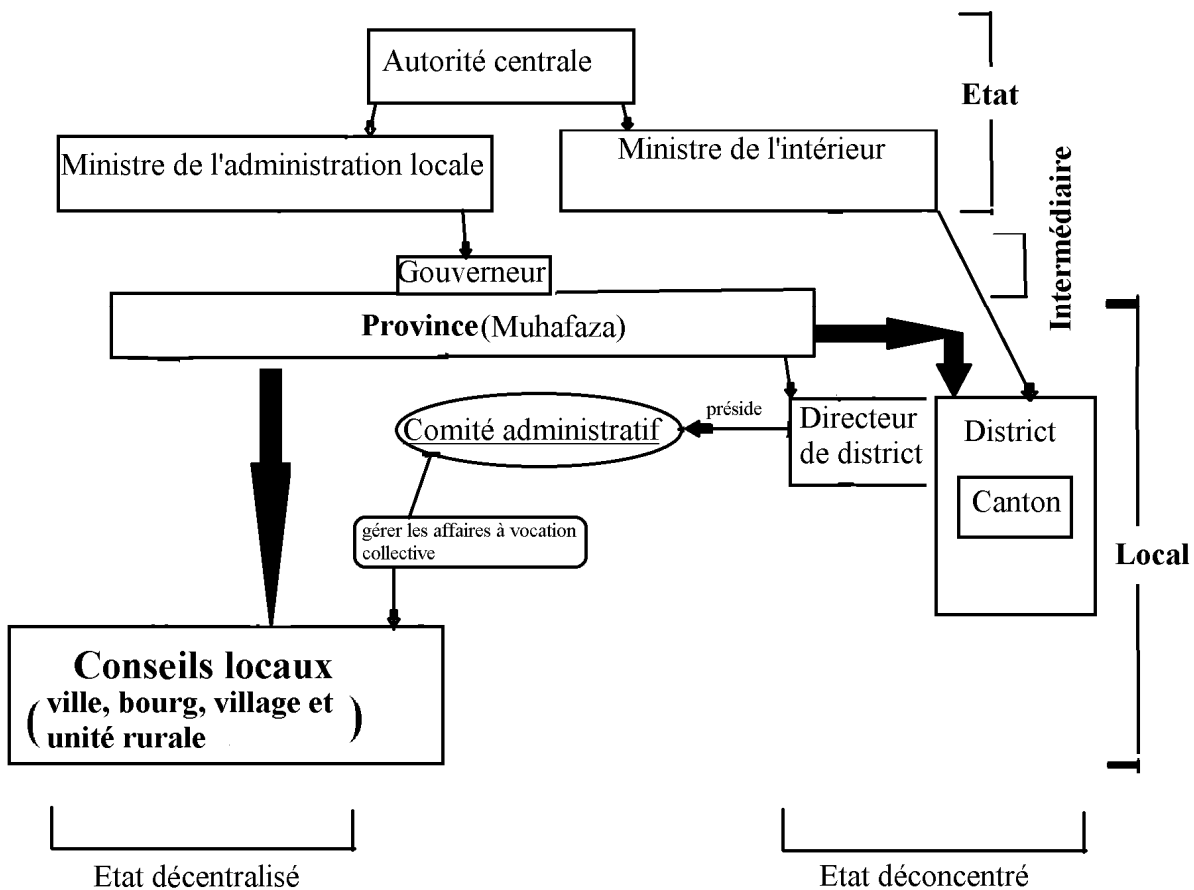 Autorité centrale
Etat
Ministre de l'administration locale
Ministre de l'intérieur
Intermédiaire
Gouverneur
Province (Muhafaza)
Comité administratif
préside
Directeur
de district
District
Canton
gérer les affaires à vocation
collective
Local
Conseils locaux
(ville, bourg, village et
unité rurale)
Etat décentralisé
Etat déconcentré